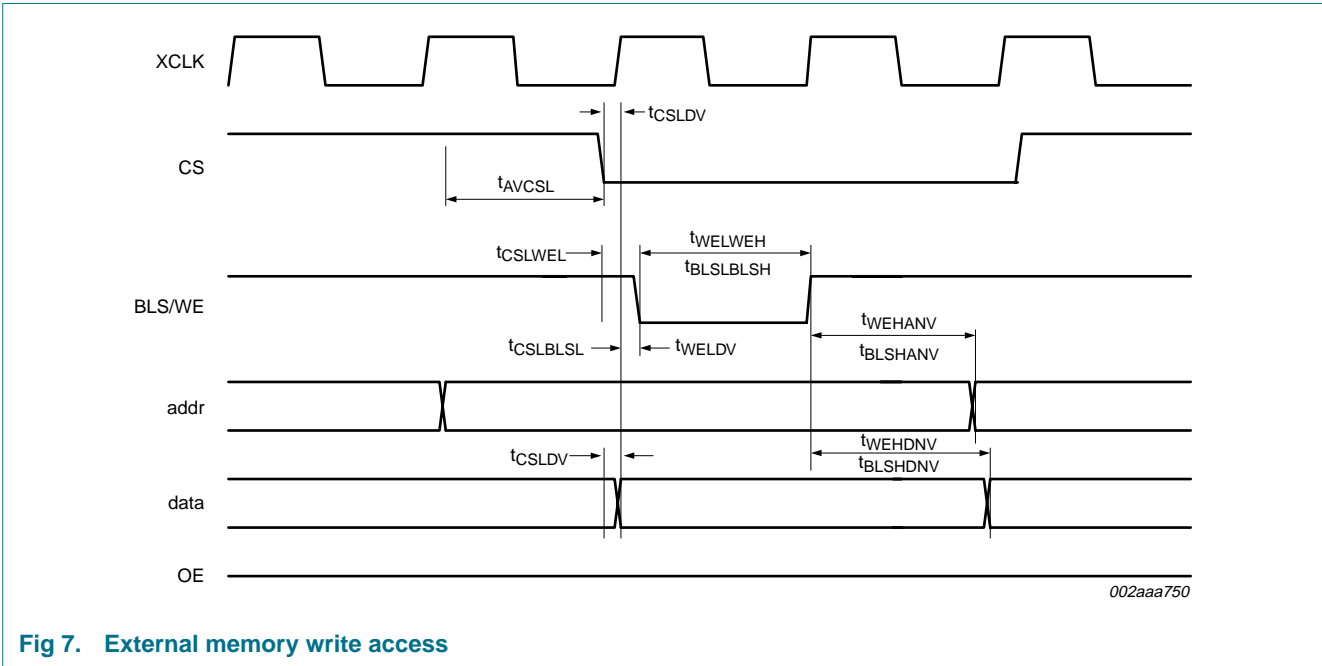 XCLK
tCSLDV
CS
tAVCSL
tCSLWEL
tWELWEH
tBLSLBLSH
BLS/WE
tWEHANV
tCSLBLSL
tWELDV
tBLSHANV
addr
tWEHDNV
tCSLDV
tBLSHDNV
data
OE
002aaa750
Fig 7. External memory write access